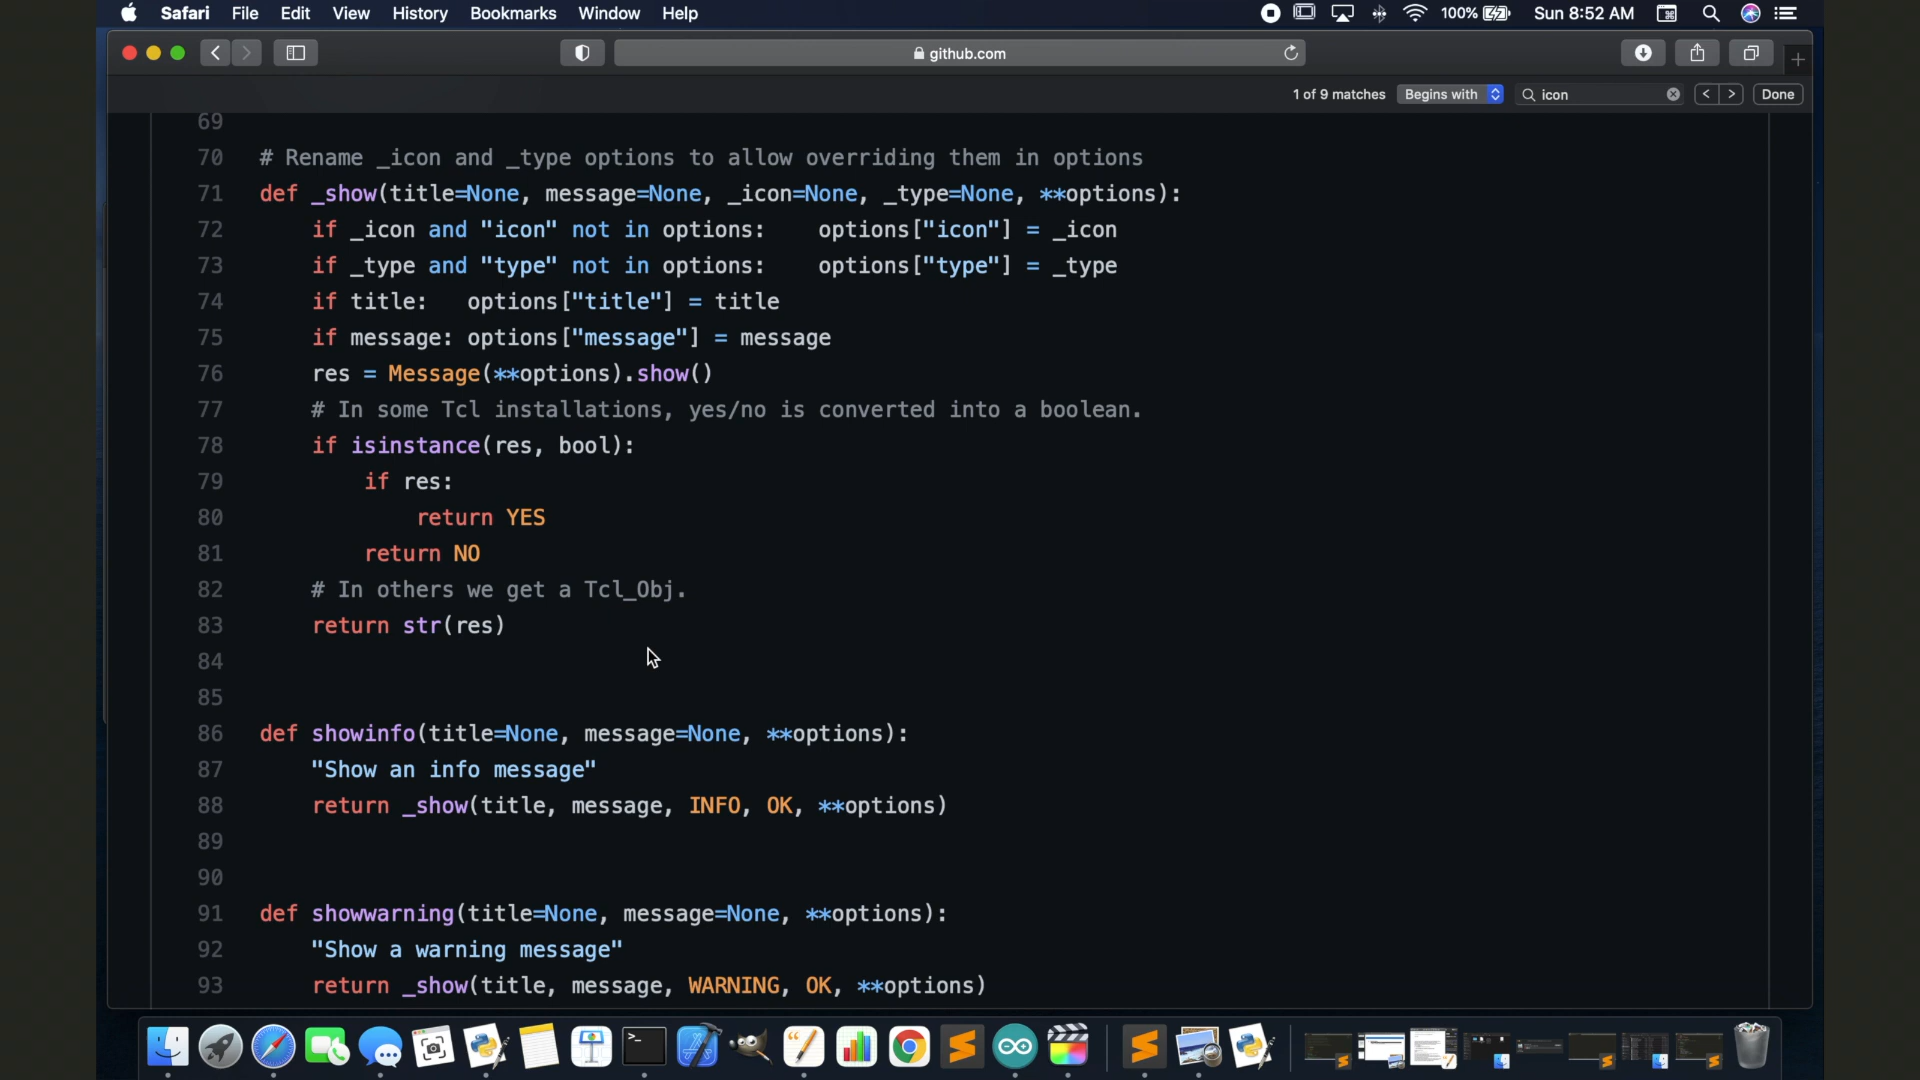 Safari File Edit View History Bookmarks Window Help 100% Sun 8:52 AM
github.com
1 of 9 matches Begins with icon Done
69
70 # Rename _icon and _type options to allow overriding them in options
71 def _show(title=None, message=None, _icon=None, _type=None, **options):
72 if _icon and "icon" not in options: options["icon"] = _icon
73 if _type and "type" not in options: options["type"] = _type
74 if title: options["title"] = title
75 if message: options["message"] = message
76 res = Message(**options).show()
77 # In some Tcl installations, yes/no is converted into a boolean.
78 if isinstance(res, bool):
79 if res:
80 return YES
81 return NO
82 # In others we get a Tcl_Obj.
83 return str(res)
84
85
86 def showinfo(title=None, message=None, **options):
87 "Show an info message"
88 return _show(title, message, INFO, OK, **options)
89
90
91 def showwarning(title=None, message=None, **options):
92 "Show a warning message"
93 return _show(title, message, WARNING, OK, **options)